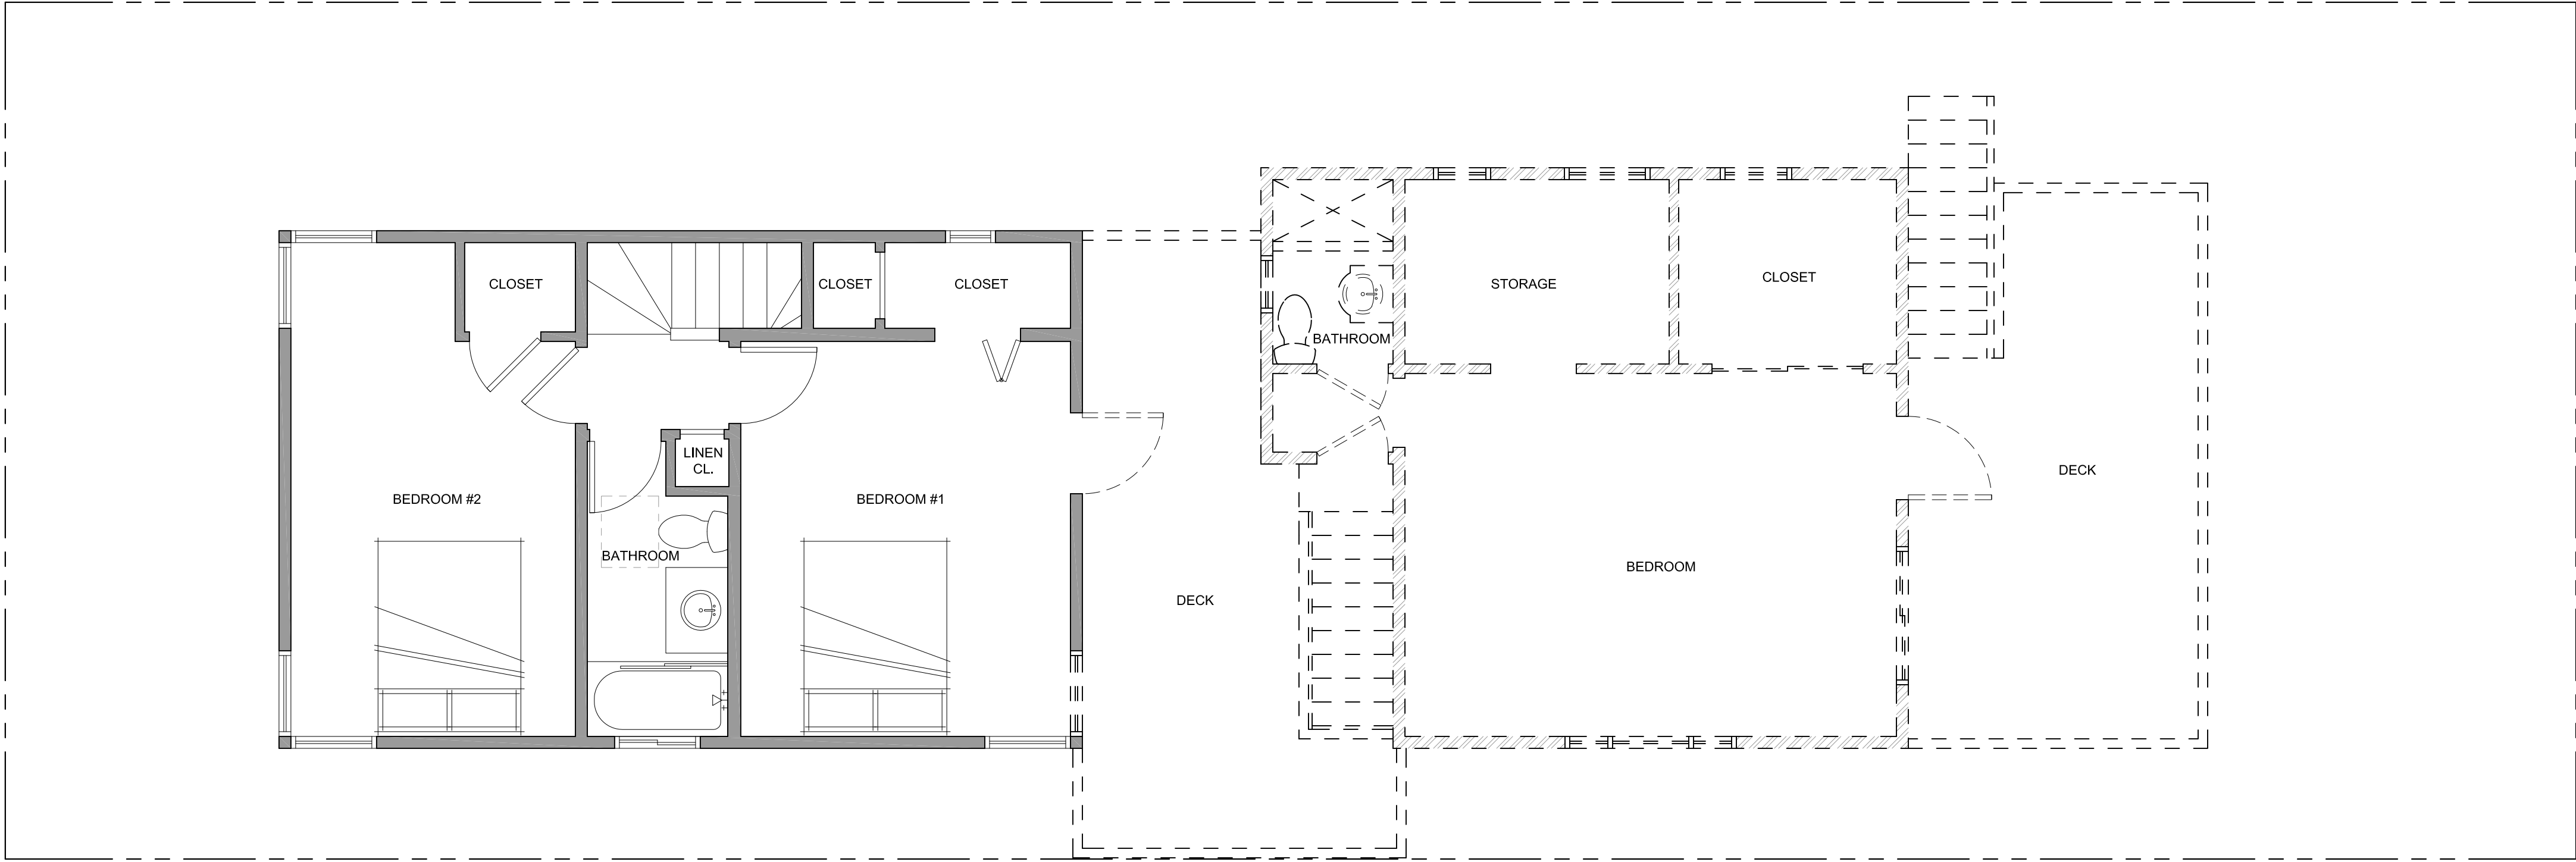 CLOSET
CLOSET
CLOSET
STORAGE
CLOSET
BATHROOM
LINEN
CL.
BEDROOM #2
BEDROOM #1
DECK
BATHROOM
BEDROOM
DECK